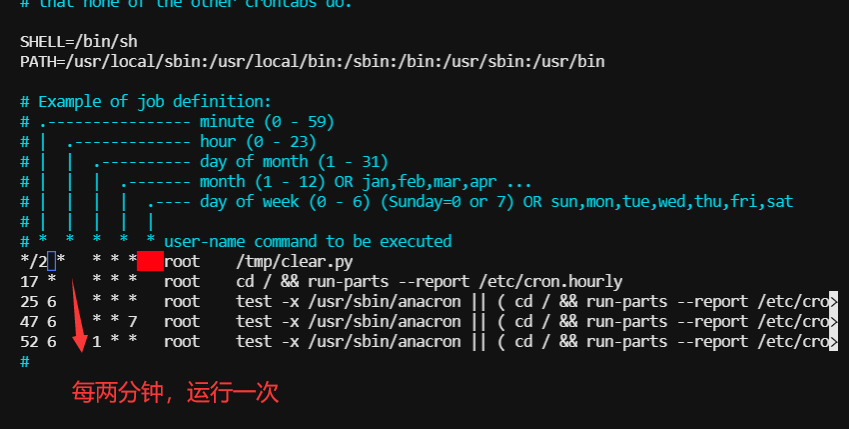 # that none of the other crontabs do.
SHELL=/bin/sh
PATH=/usr/local/sbin:/usr/local/bin:/sbin:/bin:/usr/sbin:/usr/bin
# Example of job definition:
# .---------------- minute (0 - 59)
# |  .------------- hour (0 - 23)
# |  |  .---------- day of month (1 - 31)
# |  |  |  .------- month (1 - 12) OR jan,feb,mar,apr ...
# |  |  |  |  .---- day of week (0 - 6) (Sunday=0 or 7) OR sun,mon,tue,wed,thu,fri,sat
# |  |  |  |  |
# *  *  *  *  * user-name command to be executed
*/2 *   * * *   root    /tmp/clear.py
17 *    * * *   root    cd / && run-parts --report /etc/cron.hourly
25 6    * * *   root    test -x /usr/sbin/anacron || ( cd / && run-parts --report /etc/cro>
47 6    * * 7   root    test -x /usr/sbin/anacron || ( cd / && run-parts --report /etc/cro>
52 6    1 * *   root    test -x /usr/sbin/anacron || ( cd / && run-parts --report /etc/cro>
#
每两分钟，运行一次